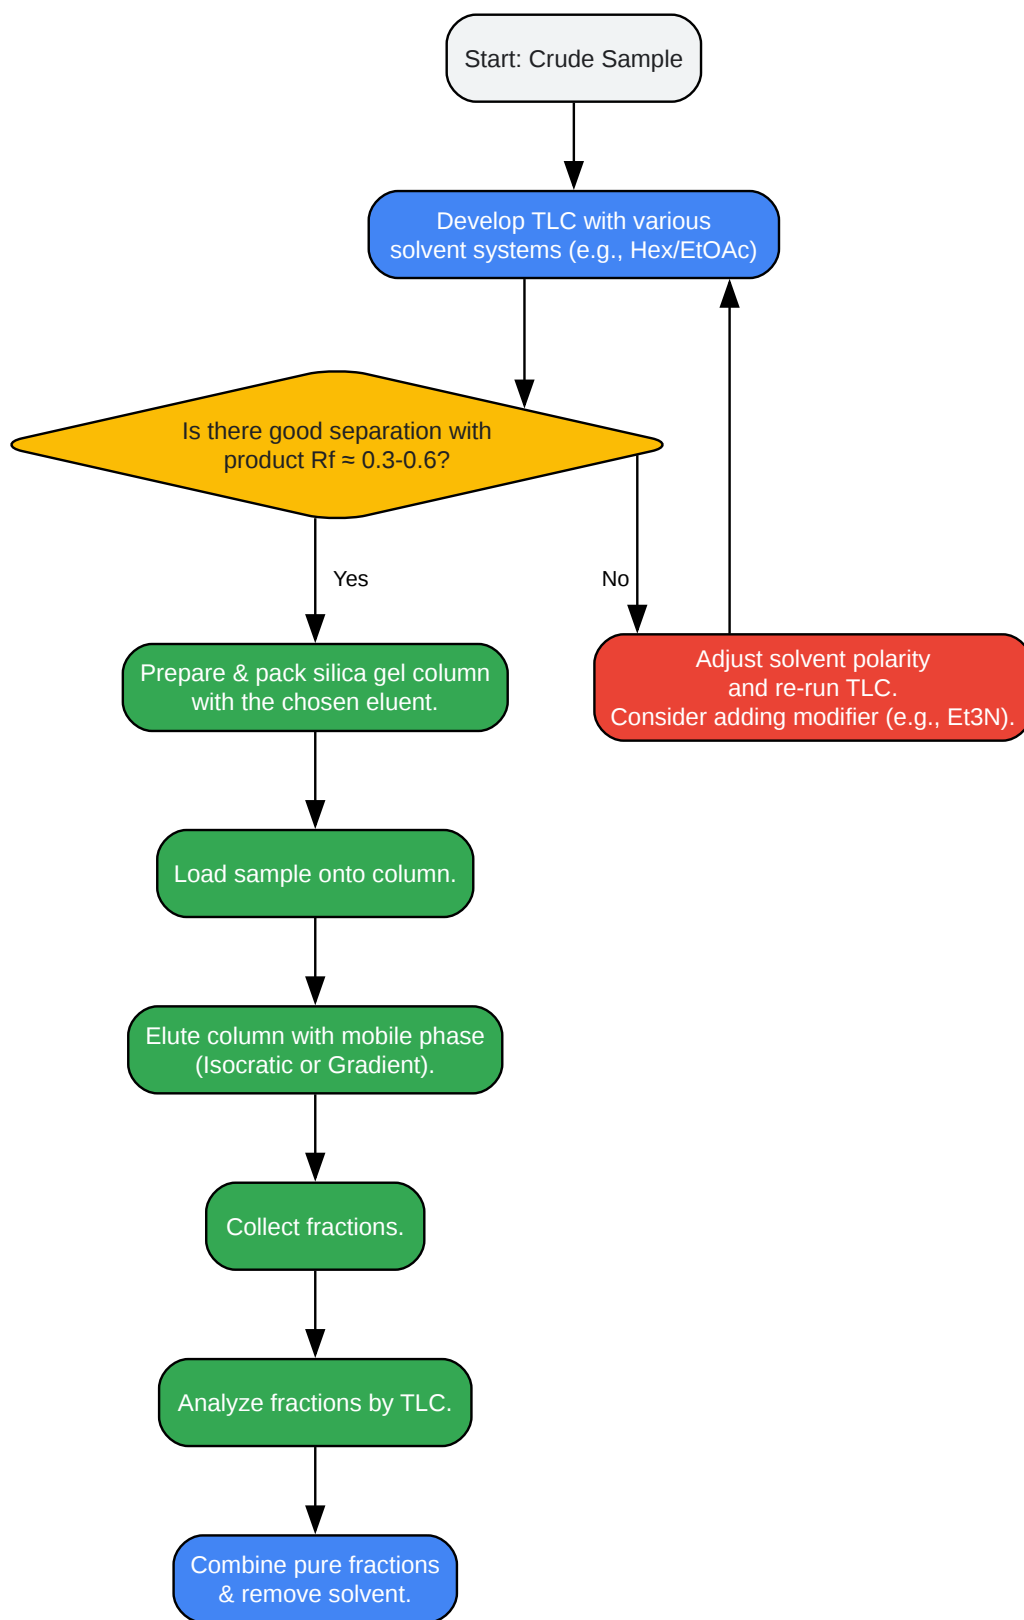 Start: Crude Sample
Develop TLC with various
solvent systems (e.g., Hex/EtOAc)
Is there good separation with
product Rf ≈ 0.3-0.6?
Yes
No
Prepare & pack silica gel column
with the chosen eluent.
Adjust solvent polarity
and re-run TLC.
Consider adding modifier (e.g., Et3N).
Load sample onto column.
Elute column with mobile phase
(Isocratic or Gradient).
Collect fractions.
Analyze fractions by TLC.
Combine pure fractions
& remove solvent.